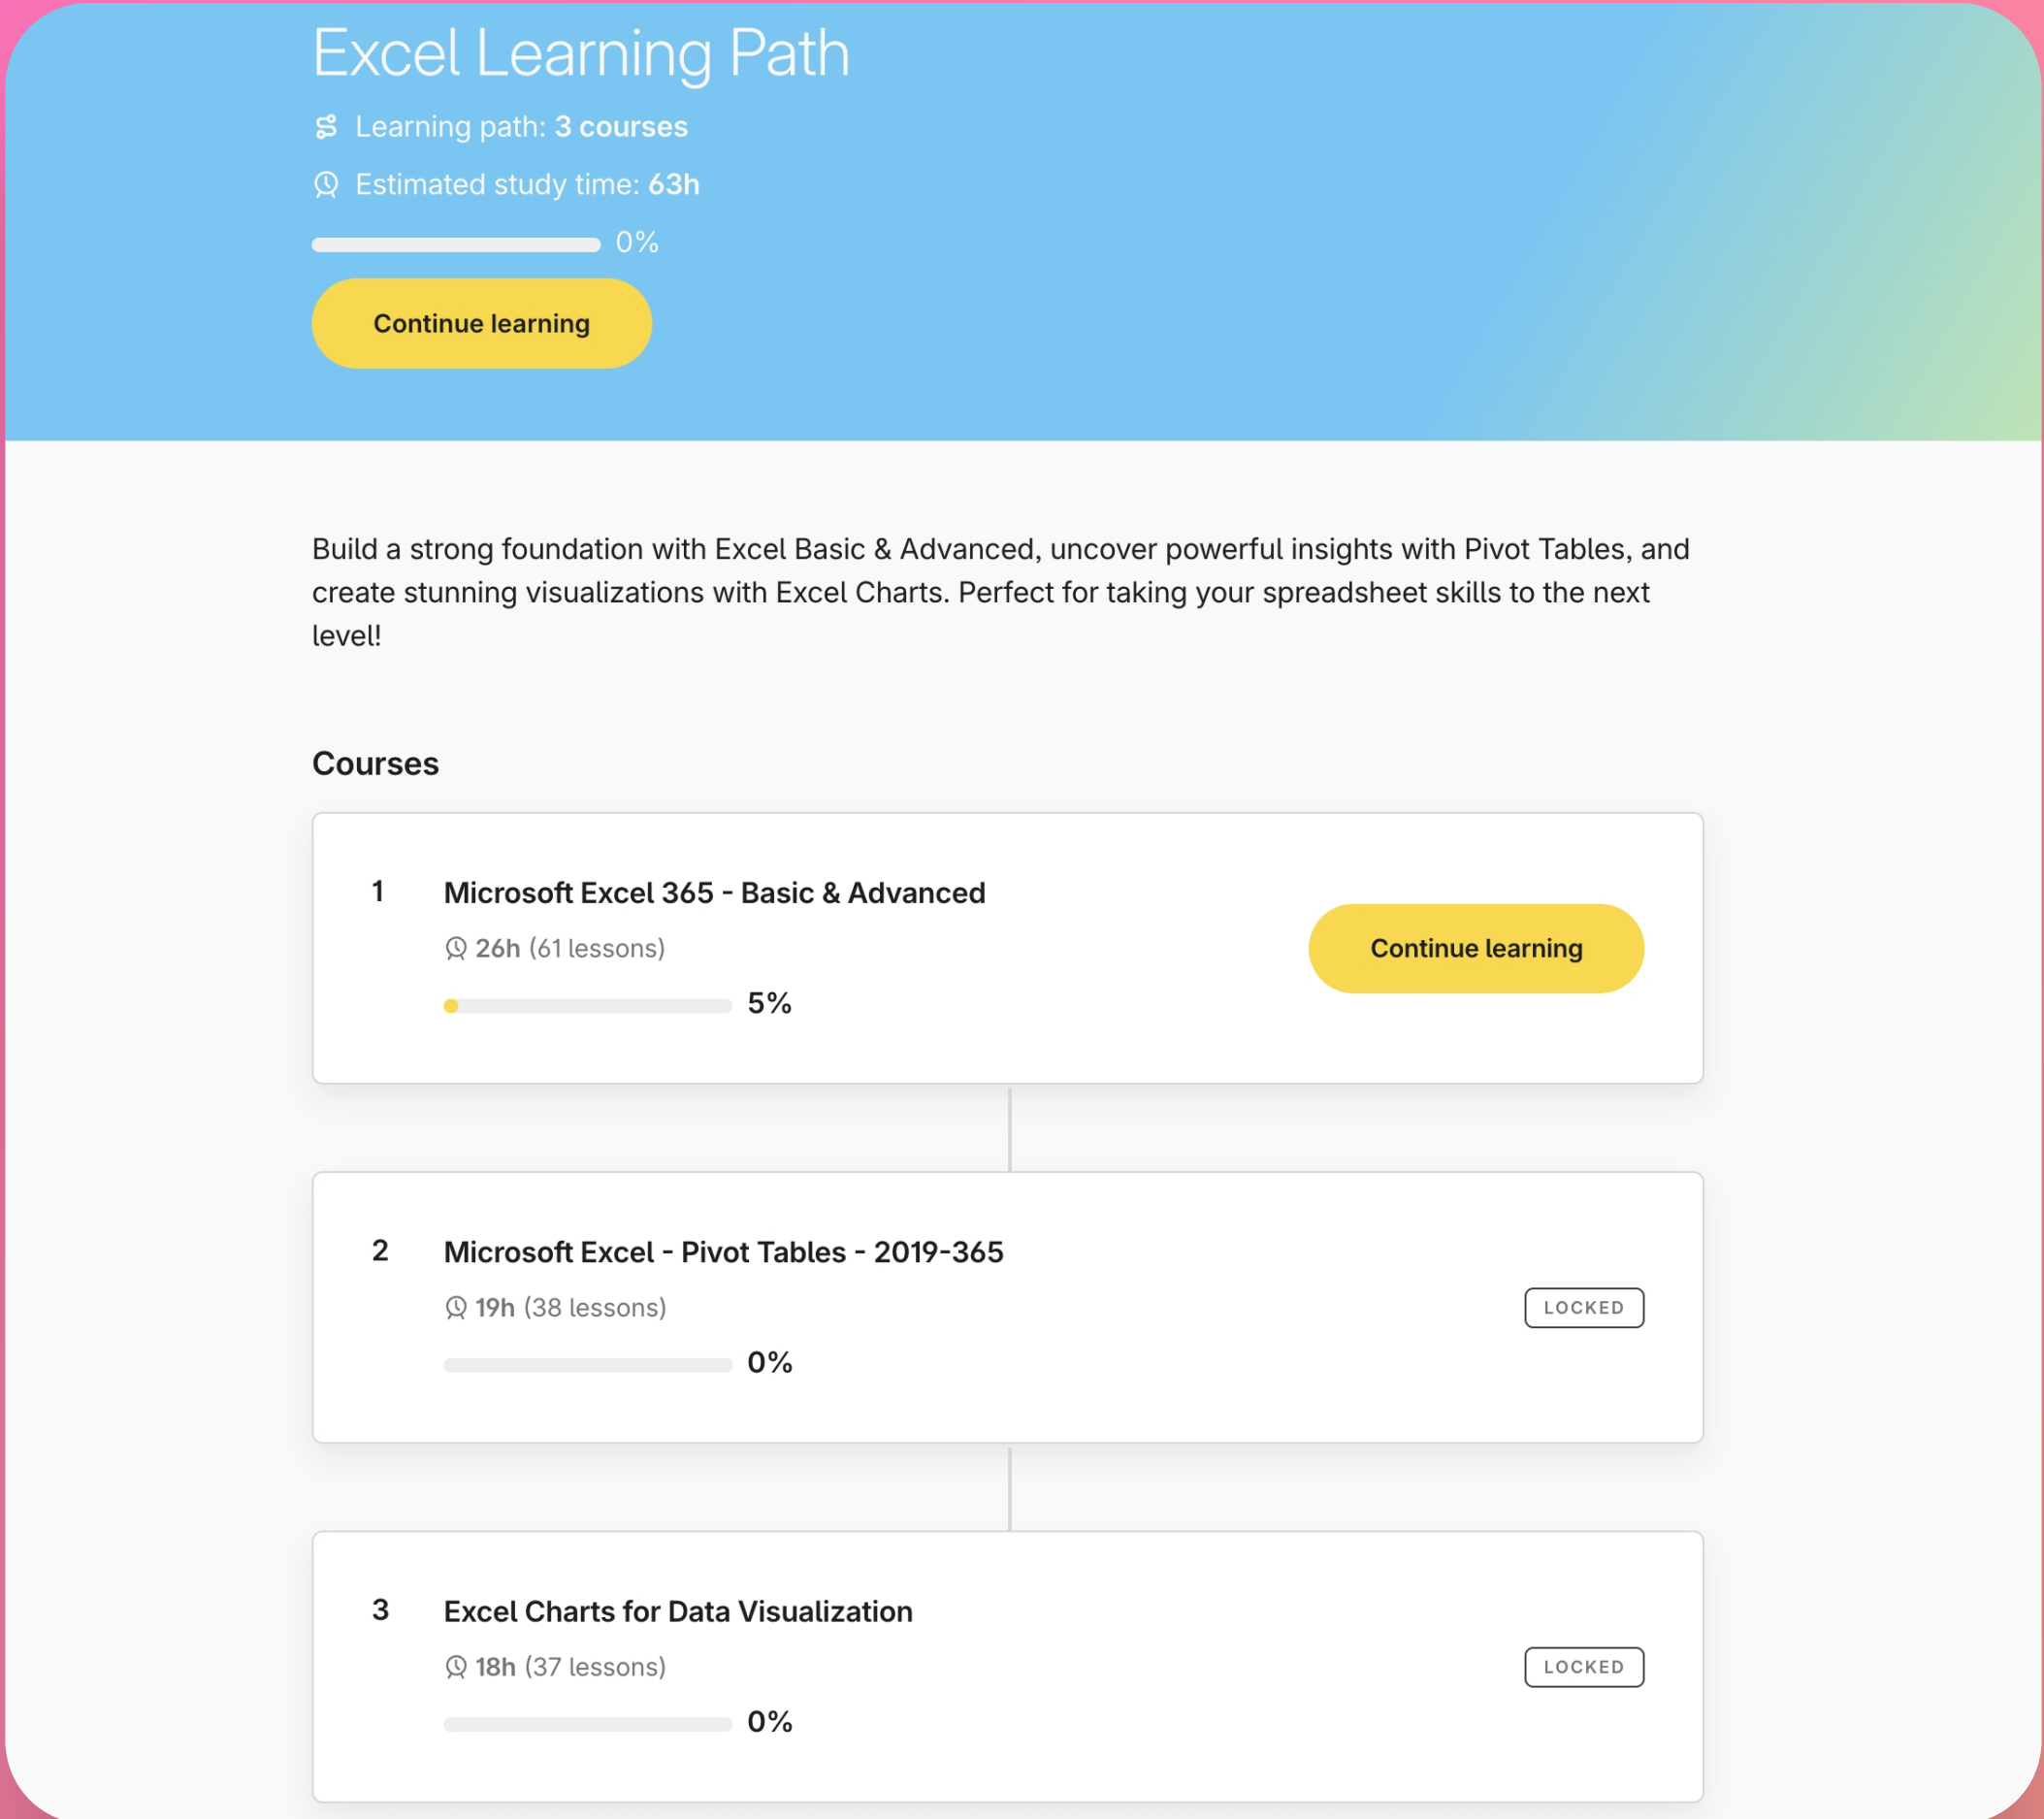 Excel Learning Path
Learning path: 3 courses
Estimated study time: 63h
0%
Continue learning
Build a strong foundation with Excel Basic & Advanced, uncover powerful insights with Pivot Tables, and
create stunning visualizations with Excel Charts. Perfect for taking your spreadsheet skills to the next
level!
Courses
1 Microsoft Excel 365 - Basic & Advanced
26h (61 lessons)
Continue learning
5%
2 Microsoft Excel - Pivot Tables - 2019-365
19h (38 lessons)
LOCKED
0%
3 Excel Charts for Data Visualization
18h (37 lessons)
LOCKED
0%